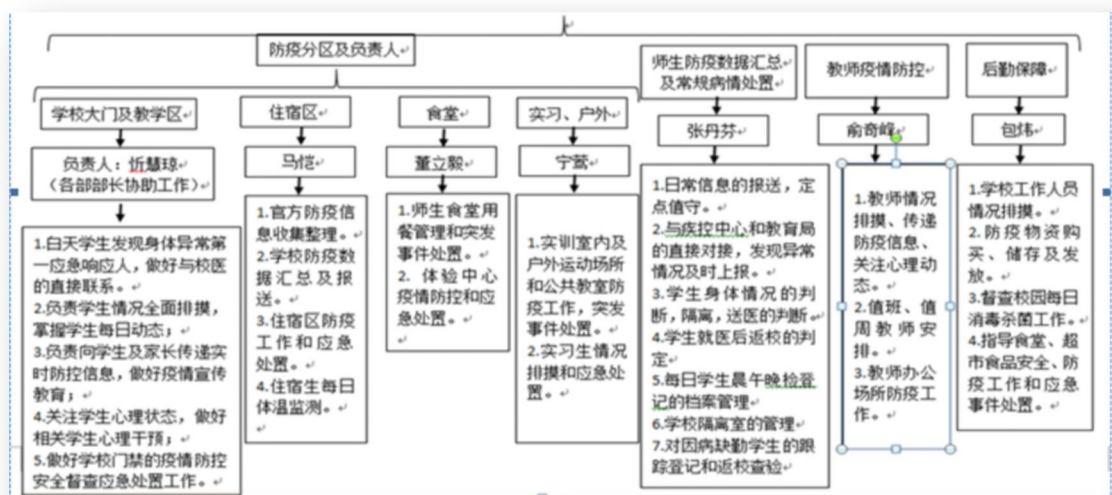 防疫分区及负责人
师生防疫数据汇总
及常规病情处置
教师疫情防控
后勤保障
学校大门及教学区
住宿区
食堂
实习、户外
张丹芬
俞奇峰
包炜
负责人：忻慧琼
（各部部长协助工作）
马恺
董立毅
宁莺
1.白天学生发现身体异常第
一应急响应人，做好与校医
的直接联系。
2.负责学生情况全面排摸，
掌握学生每日动态；
3.负责向学生及家长传递实
时防控信息，做好疫情宣传
教育；
4.关注学生心理状态，做好
相关学生心理干预；
5.做好学校门禁的疫情防控
安全督查应急处置工作。
1.官方防疫信
息收集整理。
2.学校防疫数
据汇总及报
送。
3.住宿区防疫
工作和应急
处置。
4.住宿生每日
体温监测。
1.师生食堂用
餐管理和突发
事件处置。
2. 体验中心
疫情防控和应
急处置。
1.实训室内及
户外运动场所
和公共教室防
疫工作，突发
事件处置。
2.实习生情况
排摸和应急处
置。
1.日常信息的报送，定
点值守。
2.与疾控中心和教育局
的直接对接，发现异常
情况及时上报。
3.学生身体情况的判
断，隔离，送医的判断
4.学生就医后返校的判
定
5.每日学生晨午晚检登
记的档案管理
6.学校隔离室的管理
7.对因病缺勤学生的跟
踪登记和返校查验
1.教师情况
排摸、传递
防疫信息、
关注心理动
态。
2.值班、值
周教师安
排。
3.教师办公
场所防疫工
作。
1.学校工作人员
情况排摸。
2.防疫物资购
买、储存及发
放。
3.督查校园每日
消毒杀菌工作。
4.指导食堂、超
市食品安全、防
疫工作和应急
事件处置。